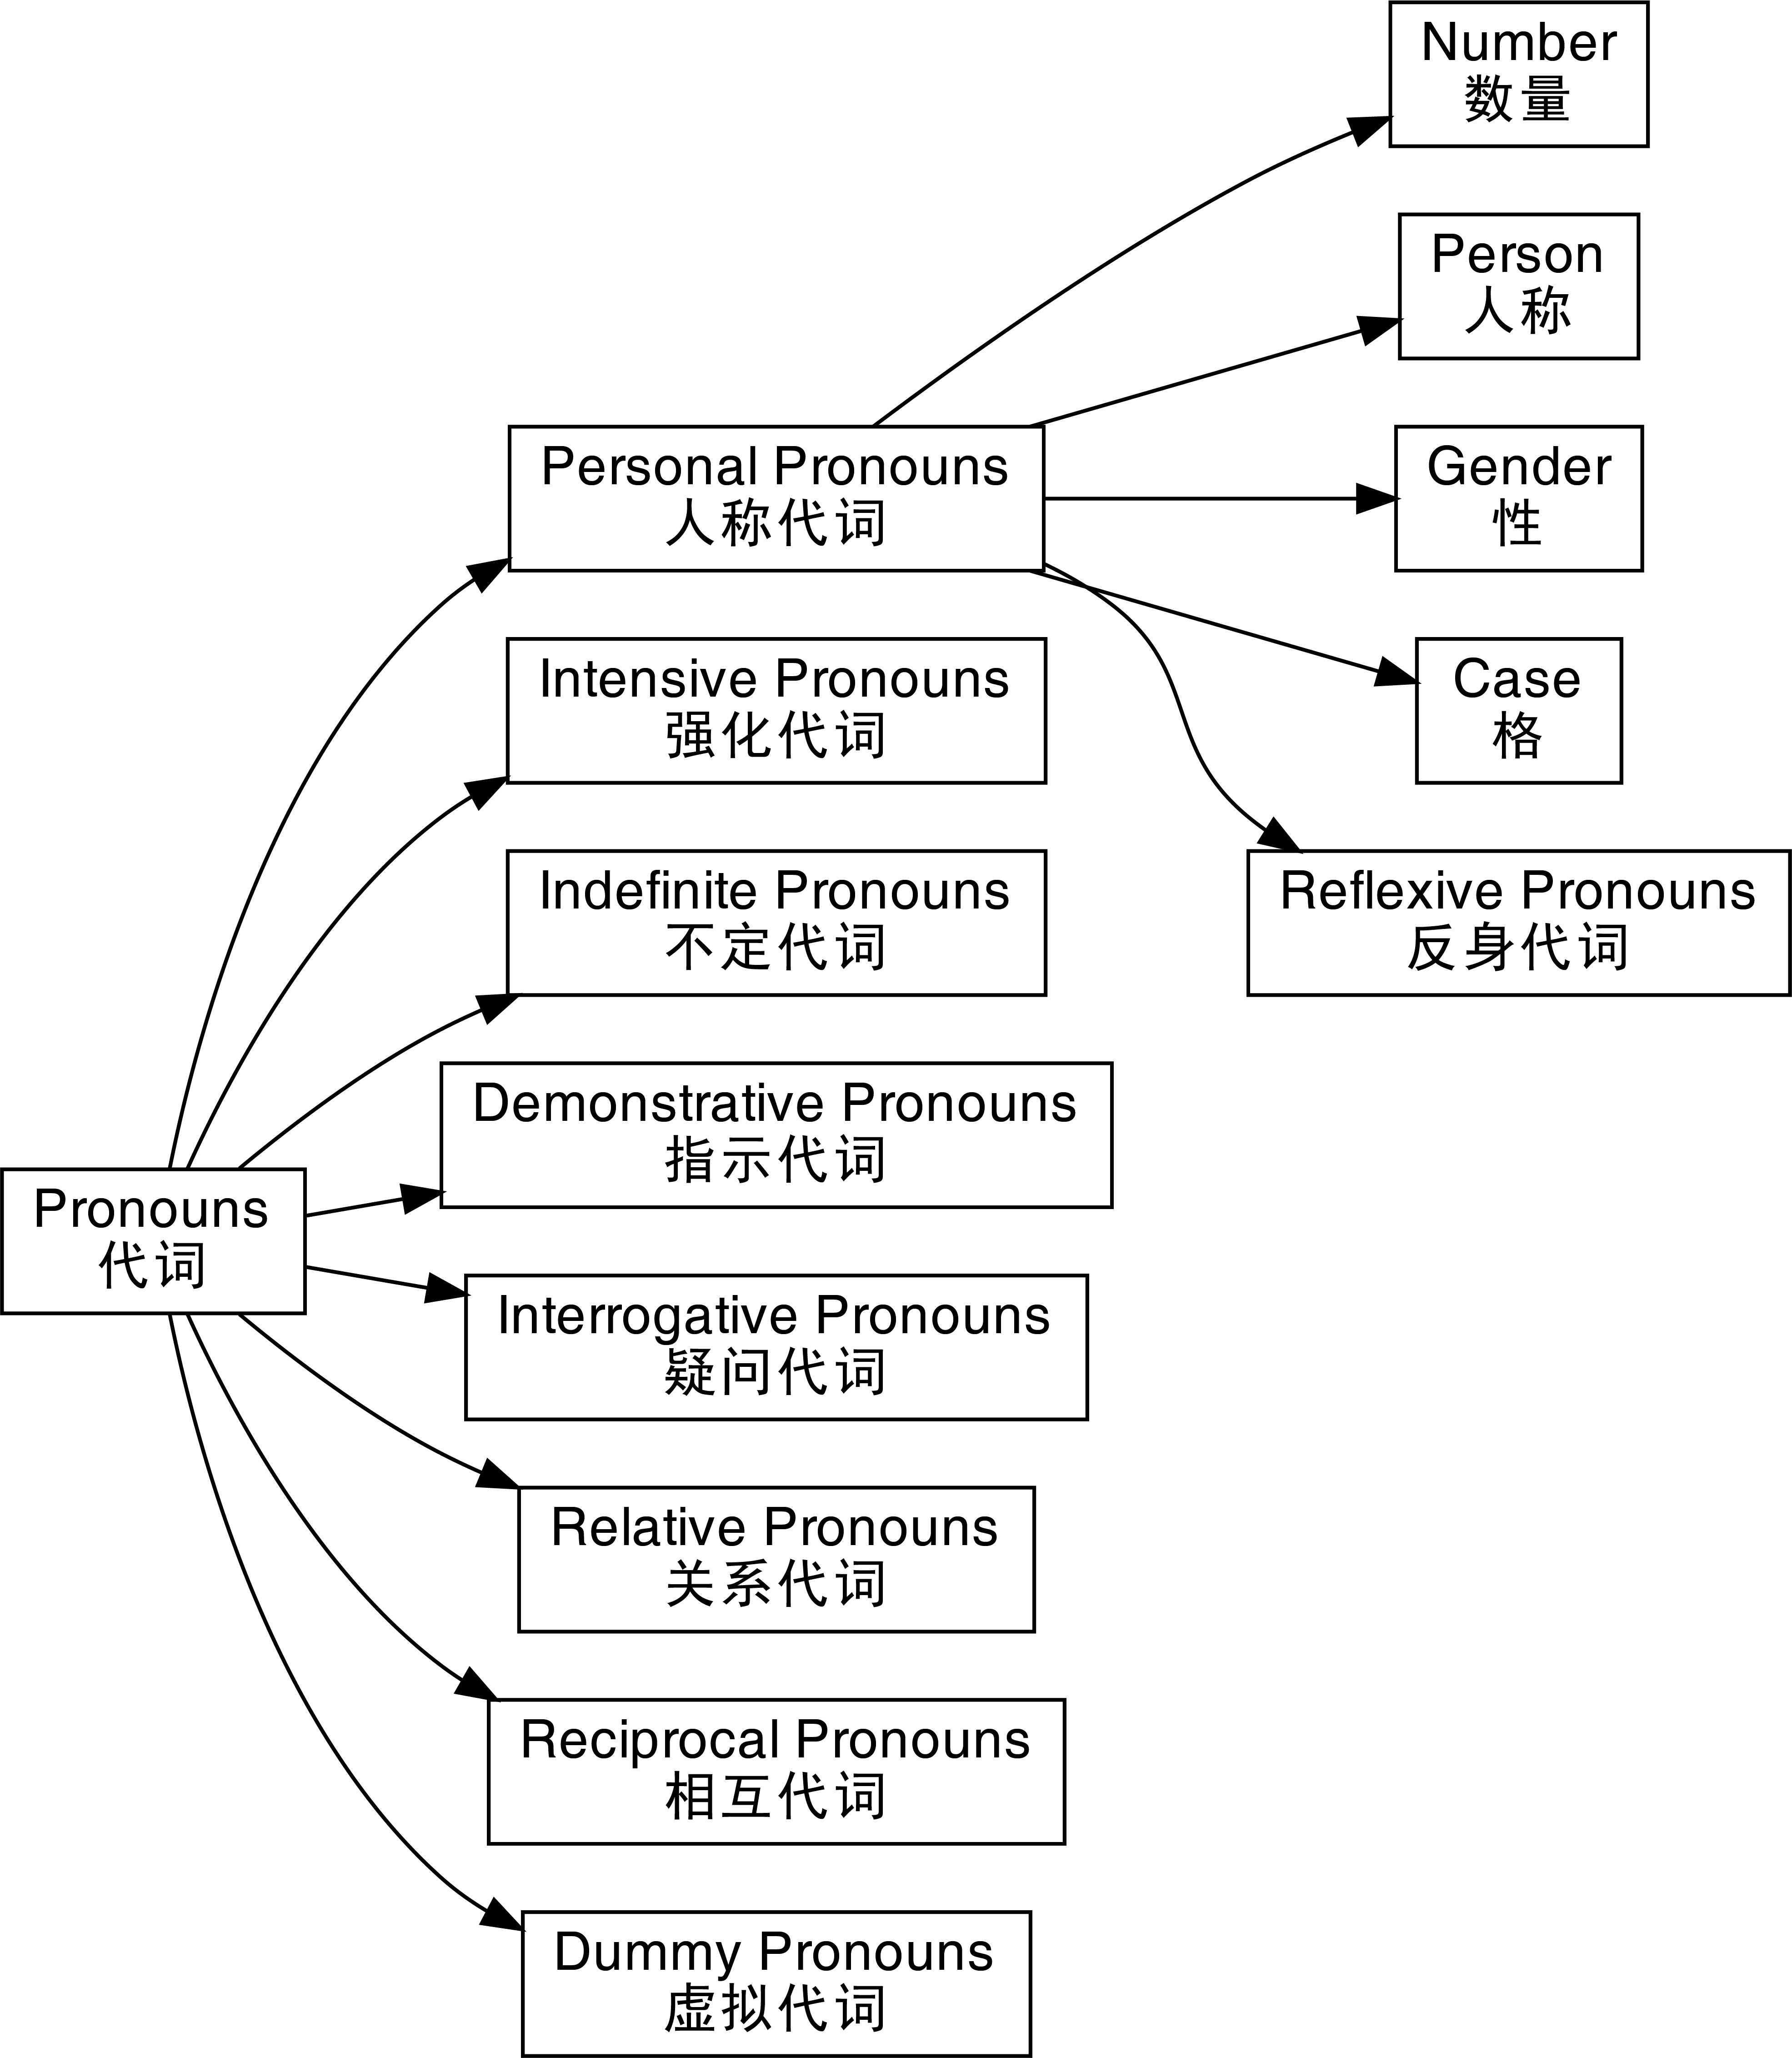 Number
数量
Person
人称
Personal Pronouns
人称代词
Gender
性
Intensive Pronouns
强化代词
Case
格
Indefinite Pronouns
不定代词
Reflexive Pronouns
反身代词
Demonstrative Pronouns
指示代词
Pronouns
代词
Interrogative Pronouns
疑问代词
Relative Pronouns
关系代词
Reciprocal Pronouns
相互代词
Dummy Pronouns
虚拟代词